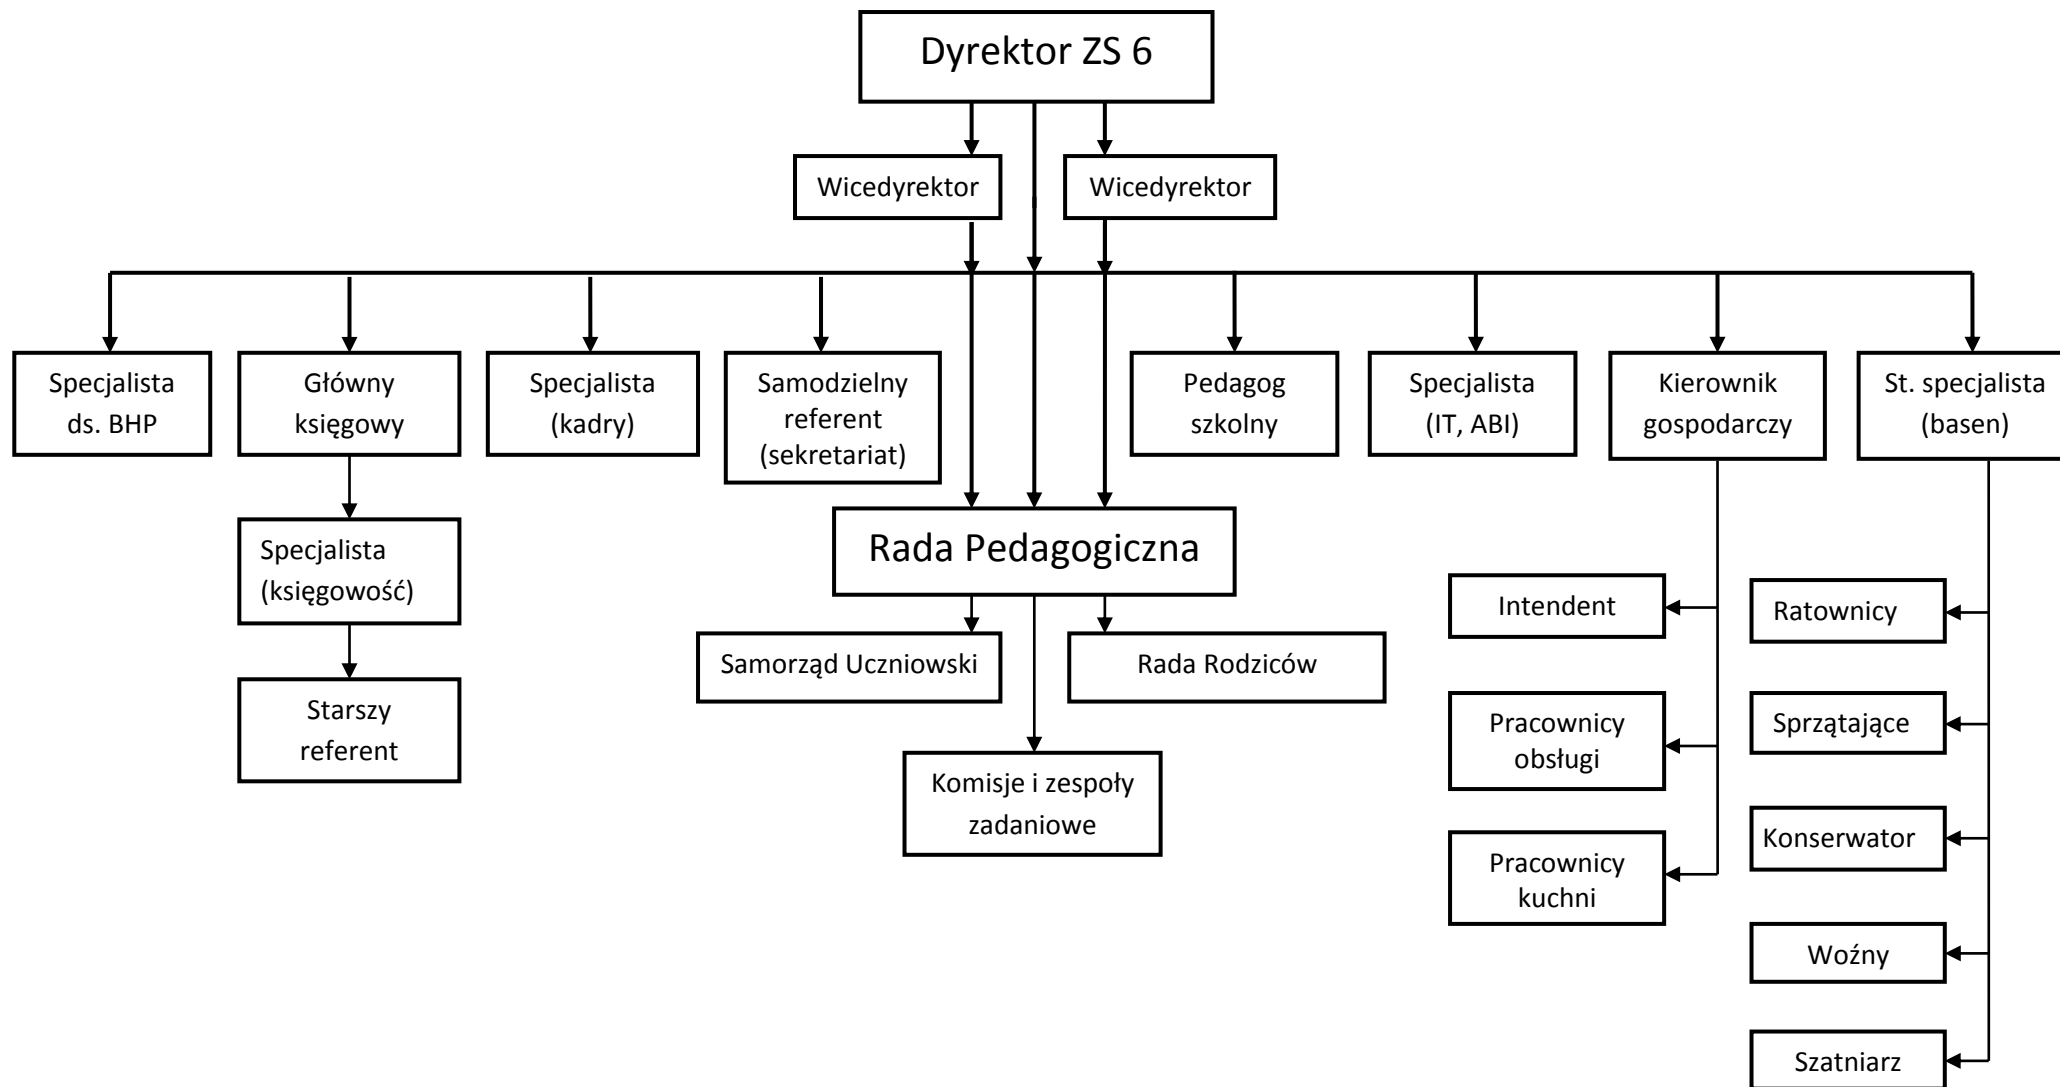 Dyrektor ZS 6
Wicedyrektor
Wicedyrektor
Specjalista
ds. BHP
Główny
księgowy
Specjalista
(kadry)
Samodzielny
referent
(sekretariat)
Pedagog
szkolny
Specjalista
(IT, ABI)
Kierownik
gospodarczy
St. specjalista
(basen)
Specjalista
(księgowość)
Starszy
referent
Rada Pedagogiczna
Samorząd Uczniowski
Rada Rodziców
Komisje i zespoły
zadaniowe
Intendent
Pracownicy
obsługi
Pracownicy
kuchni
Ratownicy
Sprzątające
Konserwator
Woźny
Szatniarz